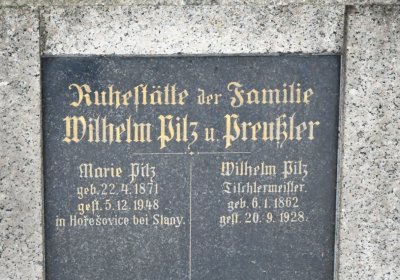 Ruhestätte der Familie
Wilhelm Pilz u. Preußler
Marie Pilz
geb. 22. 4. 1871
gest. 5. 12. 1948
in Hořešovice bei Slany.
Wilhelm Pilz
Tischlermeister.
geb. 6. 1. 1862
gest. 20. 9. 1928.